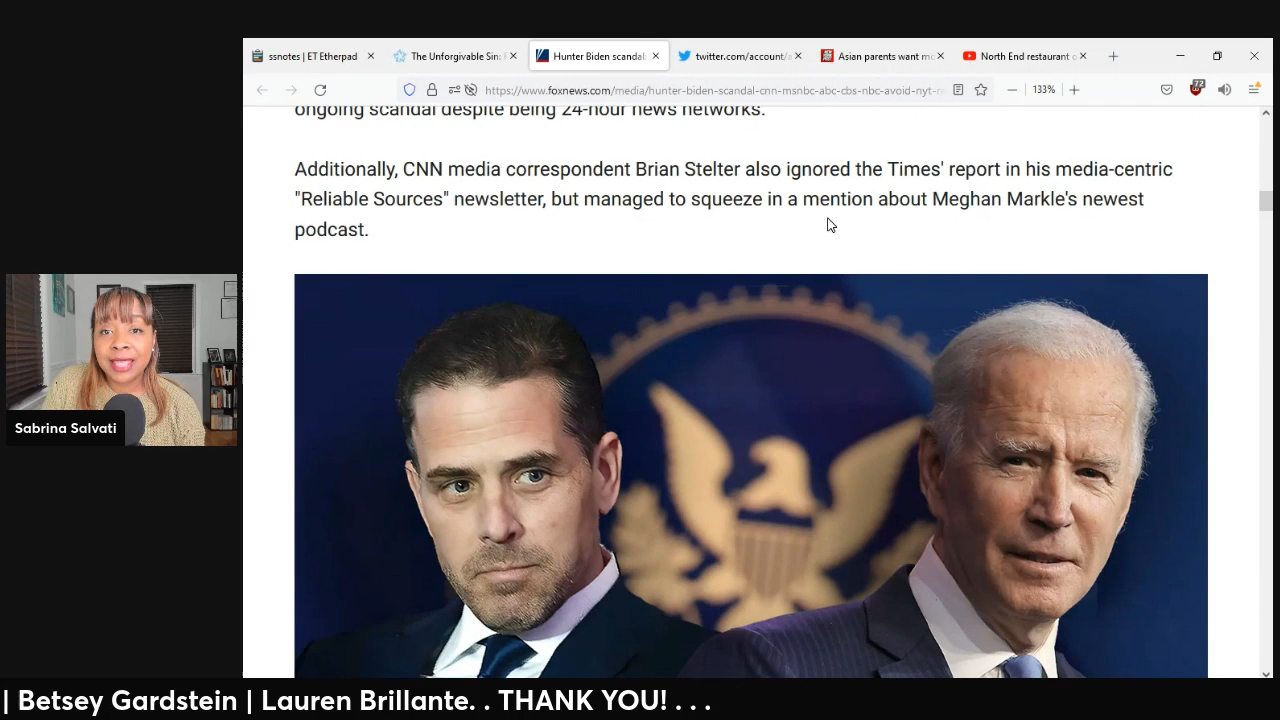 ssnotes | ET Etherpad
The Unforgivable Sin: F
Hunter Biden scandal:
twitter.com/account/a
Asian parents want mo
North End restaurant o
https://www.foxnews.com/media/hunter-biden-scandal-cnn-msnbc-abc-cbs-nbc-avoid-nyt-r
133%
72
ongoing scandal despite being 24-hour news networks.
Additionally, CNN media correspondent Brian Stelter also ignored the Times' report in his media-centric
"Reliable Sources" newsletter, but managed to squeeze in a mention about Meghan Markle's newest
podcast.
Sabrina Salvati
| Betsey Gardstein | Lauren Brillante. . THANK YOU! . . .